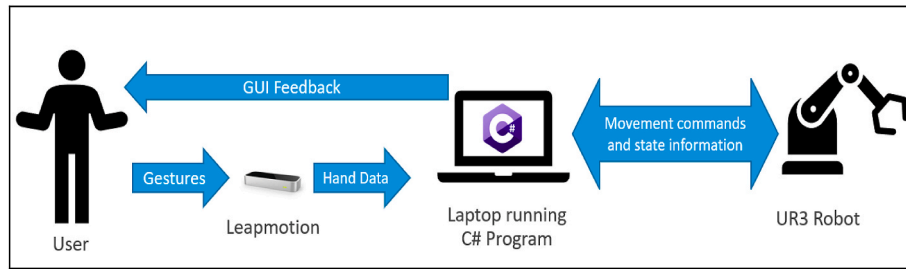 GUI Feedback
C#
Movement commands
and state information
Gestures
Hand Data
User
Leapmotion
Laptop running
C# Program
UR3 Robot